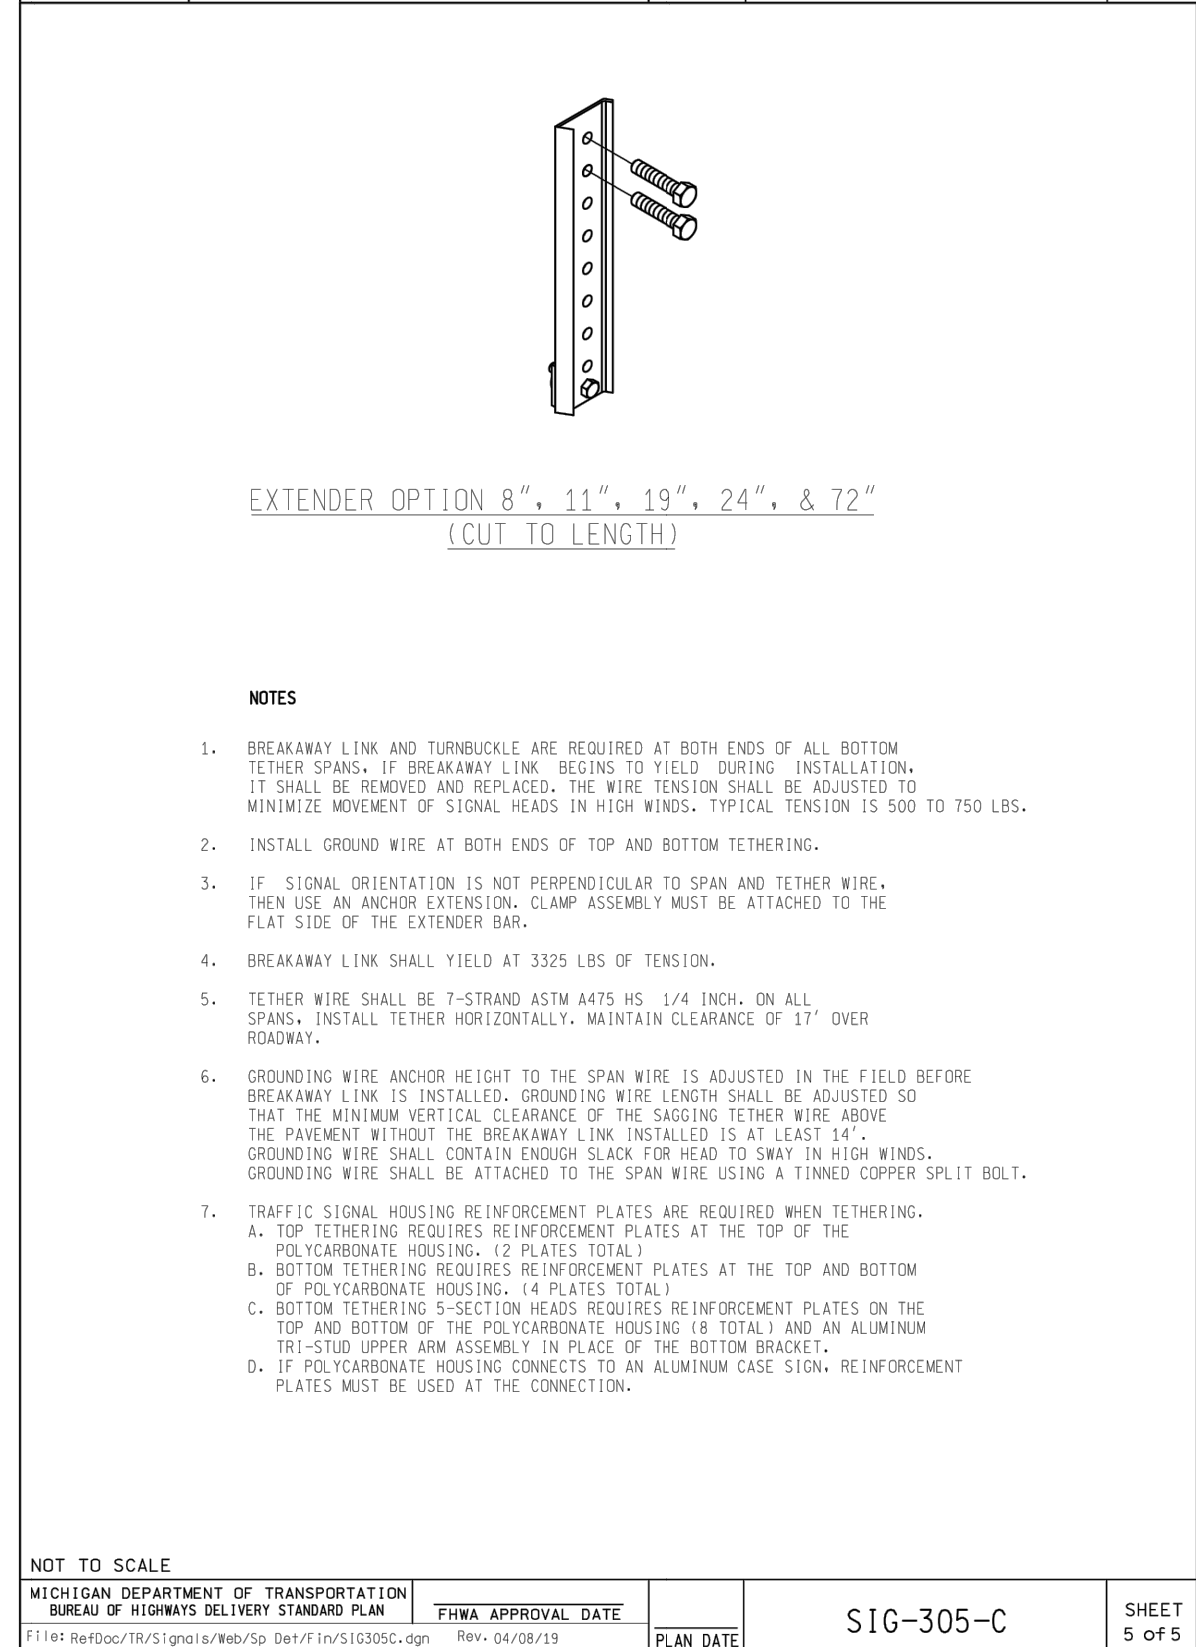 EXTENDER OPTION 8", 11", 19", 24", & 72"
(CUT TO LENGTH)
NOTES
1. BREAKAWAY LINK AND TURNBUCKLE ARE REQUIRED AT BOTH ENDS OF ALL BOTTOM
TETHER SPANS, IF BREAKAWAY LINK BEGINS TO YIELD DURING INSTALLATION,
IT SHALL BE REMOVED AND REPLACED. THE WIRE TENSION SHALL BE ADJUSTED TO
MINIMIZE MOVEMENT OF SIGNAL HEADS IN HIGH WINDS. TYPICAL TENSION IS 500 TO 750 LBS.
2. INSTALL GROUND WIRE AT BOTH ENDS OF TOP AND BOTTOM TETHERING.
3. IF SIGNAL ORIENTATION IS NOT PERPENDICULAR TO SPAN AND TETHER WIRE,
THEN USE AN ANCHOR EXTENSION. CLAMP ASSEMBLY MUST BE ATTACHED TO THE
FLAT SIDE OF THE EXTENDER BAR.
4. BREAKAWAY LINK SHALL YIELD AT 3325 LBS OF TENSION.
5. TETHER WIRE SHALL BE 7-STRAND ASTM A475 HS 1/4 INCH. ON ALL
SPANS, INSTALL TETHER HORIZONTALLY. MAINTAIN CLEARANCE OF 17' OVER
ROADWAY.
6. GROUNDING WIRE ANCHOR HEIGHT TO THE SPAN WIRE IS ADJUSTED IN THE FIELD BEFORE
BREAKAWAY LINK IS INSTALLED. GROUNDING WIRE LENGTH SHALL BE ADJUSTED SO
THAT THE MINIMUM VERTICAL CLEARANCE OF THE SAGGING TETHER WIRE ABOVE
THE PAVEMENT WITHOUT THE BREAKAWAY LINK INSTALLED IS AT LEAST 14'.
GROUNDING WIRE SHALL CONTAIN ENOUGH SLACK FOR HEAD TO SWAY IN HIGH WINDS.
GROUNDING WIRE SHALL BE ATTACHED TO THE SPAN WIRE USING A TINNED COPPER SPLIT BOLT.
7. TRAFFIC SIGNAL HOUSING REINFORCEMENT PLATES ARE REQUIRED WHEN TETHERING.
A. TOP TETHERING REQUIRES REINFORCEMENT PLATES AT THE TOP OF THE
POLYCARBONATE HOUSING. (2 PLATES TOTAL)
B. BOTTOM TETHERING REQUIRES REINFORCEMENT PLATES AT THE TOP AND BOTTOM
OF POLYCARBONATE HOUSING. (4 PLATES TOTAL)
C. BOTTOM TETHERING 5-SECTION HEADS REQUIRES REINFORCEMENT PLATES ON THE
TOP AND BOTTOM OF THE POLYCARBONATE HOUSING (8 TOTAL) AND AN ALUMINUM
TRI-STUD UPPER ARM ASSEMBLY IN PLACE OF THE BOTTOM BRACKET.
D. IF POLYCARBONATE HOUSING CONNECTS TO AN ALUMINUM CASE SIGN, REINFORCEMENT
PLATES MUST BE USED AT THE CONNECTION.
NOT TO SCALE
MICHIGAN DEPARTMENT OF TRANSPORTATION
BUREAU OF HIGHWAYS DELIVERY STANDARD PLAN
FHWA APPROVAL DATE
PLAN DATE
SIG-305-C
SHEET
5 of 5
File: RefDoc/TR/Signals/Web/Sp Det/Fin/SIG305C.dgn Rev. 04/08/19